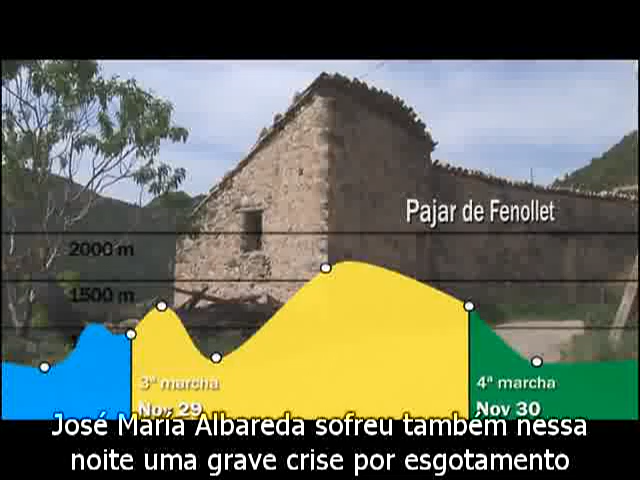 Pajar de Fenollet
2000 m
1500 m
3ª marcha
4ª marcha
Nov 29
Nov 30
José María Albareda sofreu também nessa
noite uma grave crise por esgotamento